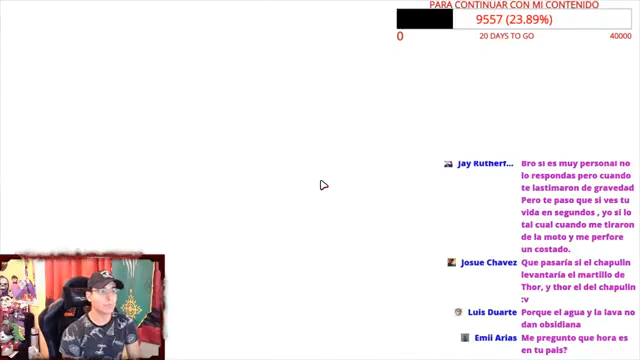 PARA CONTINUAR CON MI CONTENIDO
9557 (23.89%)
0
20 DAYS TO GO
40000
Jay Rutherf...
Bro si es muy personal no
lo respondas pero cuando
te lastimaron de gravedad
Pero te paso que si ves tu
vida en segundos , yo si lo
tal cual cuando me tiraron
de la moto y me perfore
un costado.
Josue Chavez
Que pasaría si el chapulin
levantaría el martillo de
Thor, y thor el del chapulin
:v
Luis Duarte
Porque el agua y la lava no
dan obsidiana
Emii Arias
Me pregunto que hora es
en tu pais?